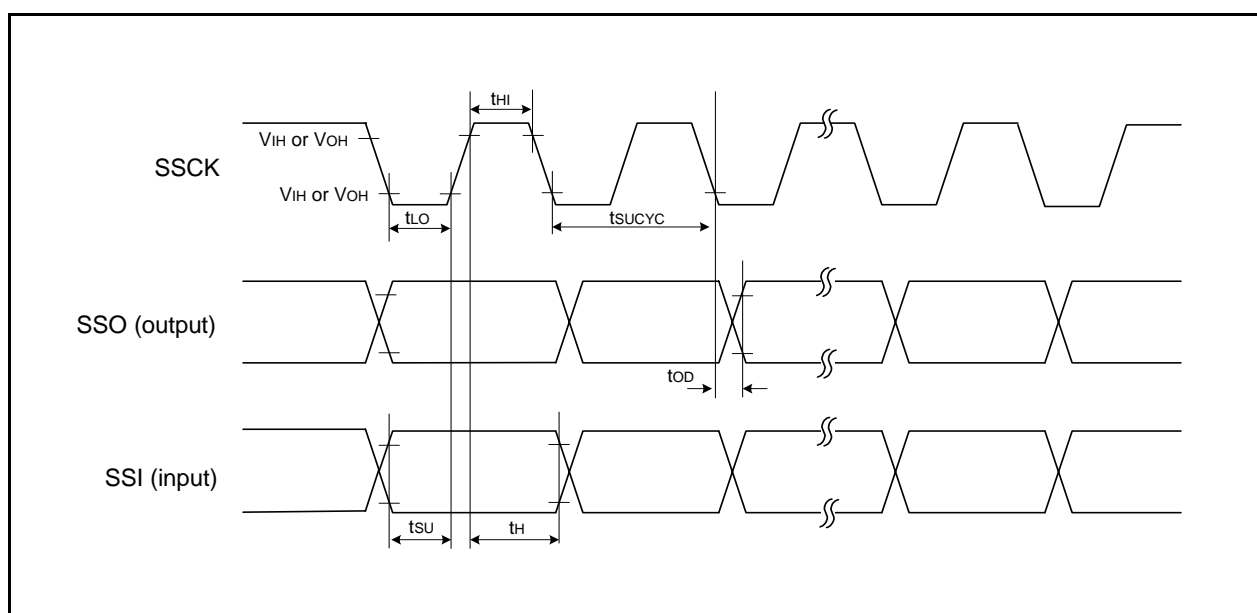 tHI
VIH or VOH
SSCK
VIH or VOH
tLO
tSUCYC
SSO (output)
tOD
SSI (input)
tSU
tH